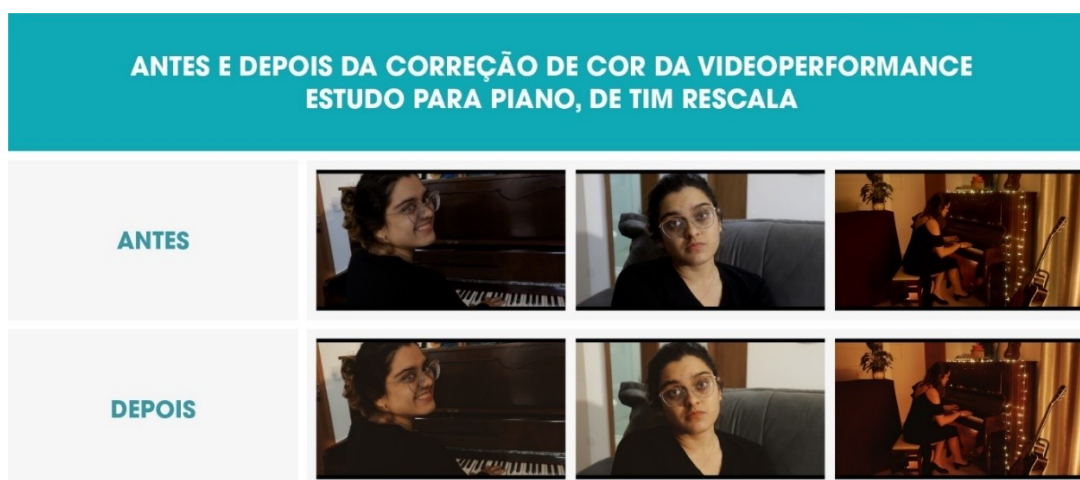 ANTES E DEPOIS DA CORREÇÃO DE COR DA VIDEOPERFORMANCE
ESTUDO PARA PIANO, DE TIM RESCALA
ANTES
DEPOIS